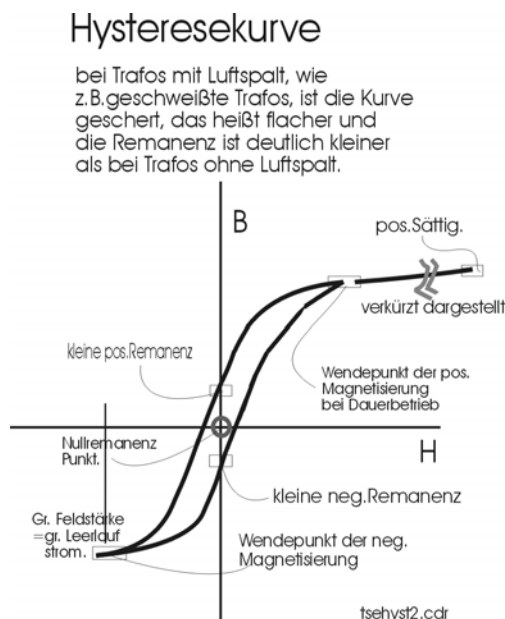 Hysteresekurve
bei Trafos mit Luftspalt, wie
z.B.geschweißte Trafos, ist die Kurve
geschert, das heißt flacher und
die Remanenz ist deutlich kleiner
als bei Trafos ohne Luftspalt.
B
pos.Sättig.
verkürzt dargestellt
kleine pos.Remanenz
Wendepunkt der pos.
Magnetisierung
bei Dauerbetrieb
Nullremanenz
Punkt.
H
kleine neg.Remanenz
Gr. Feldstärke
=gr. Leerlauf
strom.
Wendepunkt der neg.
Magnetisierung
tsehyst2.cdr